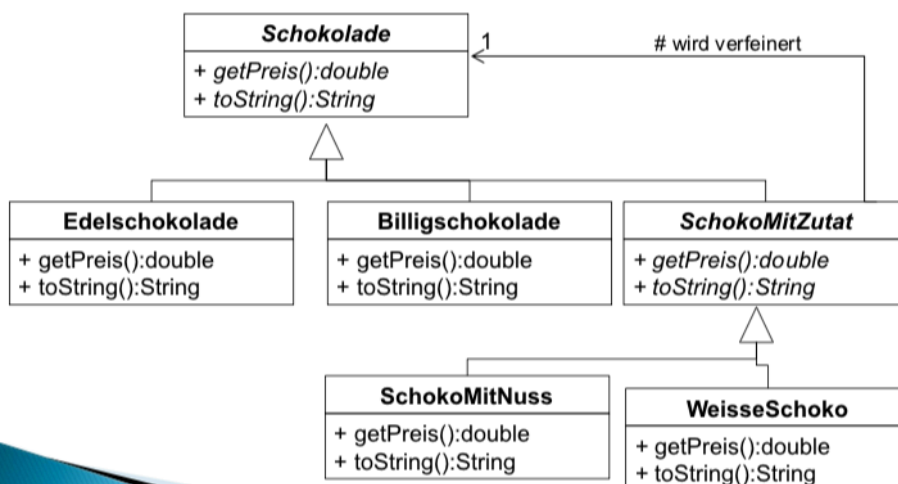 Schokolade
+ getPreis():double
+ toString():String
1
# wird verfeinert
Edelschokolade
+ getPreis():double
+ toString():String
Billigschokolade
+ getPreis():double
+ toString():String
SchokoMitZutat
+ getPreis():double
+ toString():String
SchokoMitNuss
+ getPreis():double
+ toString():String
WeisseSchoko
+ getPreis():double
+ toString():String